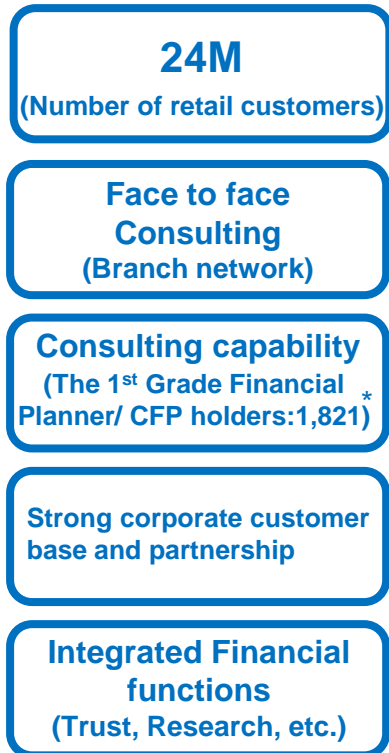 24M
(Number of retail customers)
Face to face
Consulting
(Branch network)
Consulting capability
(The 1st Grade Financial
Planner/ CFP holders:1,821)*
Strong corporate customer
base and partnership
Integrated Financial
functions
(Trust, Research, etc.)